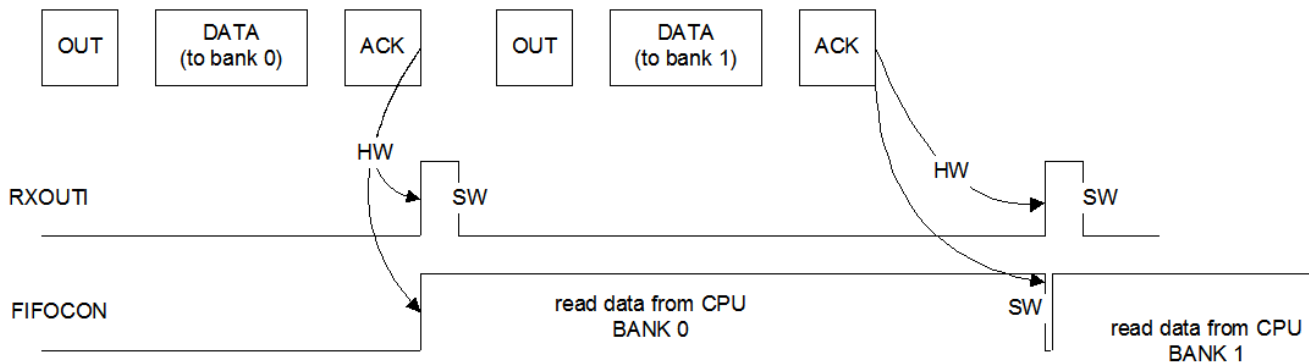 OUT
DATA
(to bank 0)
ACK
OUT
DATA
(to bank 1)
ACK
HW
HW
RXOUTI
SW
SW
FIFOCON
read data from CPU
BANK 0
SW
read data from CPU
BANK 1